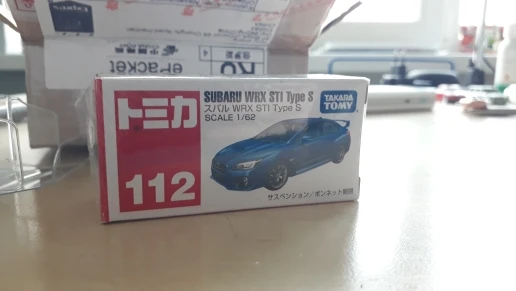 ePacket
K0
トミカ
112
SUBARU WRX STI Type S
スバル WRX STI Type S
SCALE 1/62
TAKARA
TOMY
サスペンション/ボンネット開閉